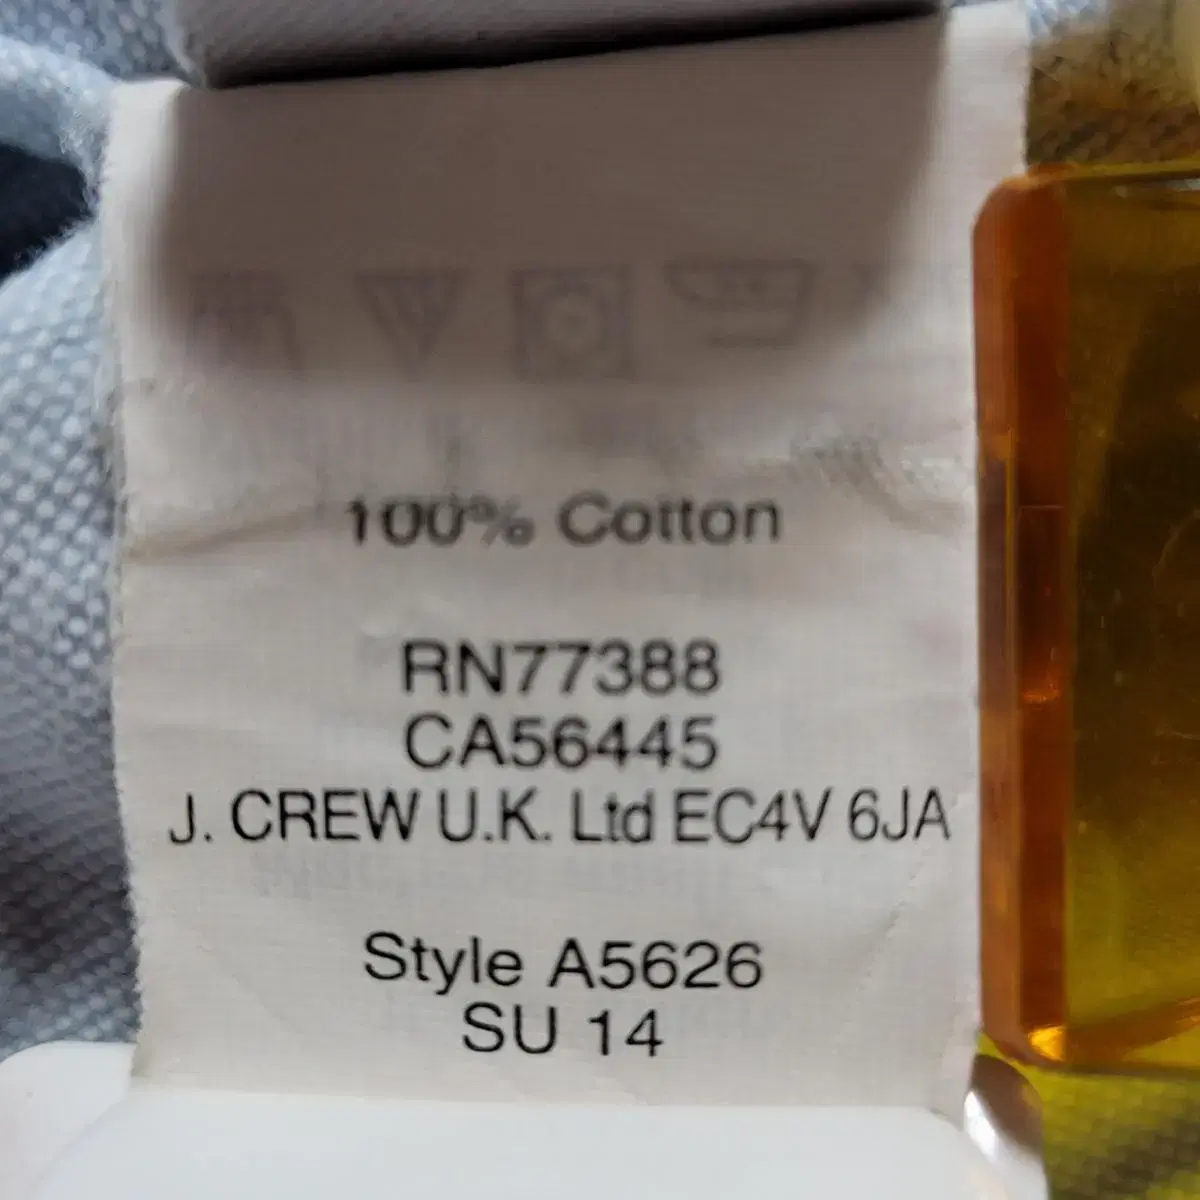 100% Cotton
RN77388
CA56445
J. CREW U.K. Ltd EC4V 6JA
Style A5626
SU 14